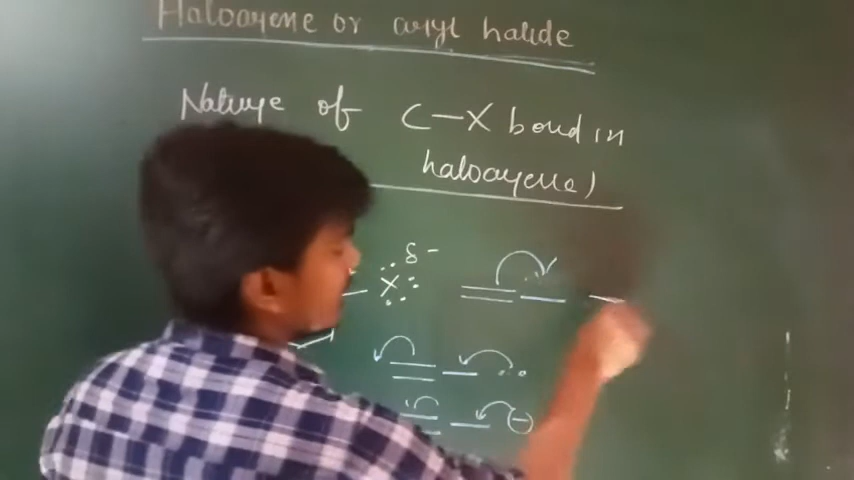 Haloarene or aryl halide
Nature of C-X bond in
haloarene)
δ-
X